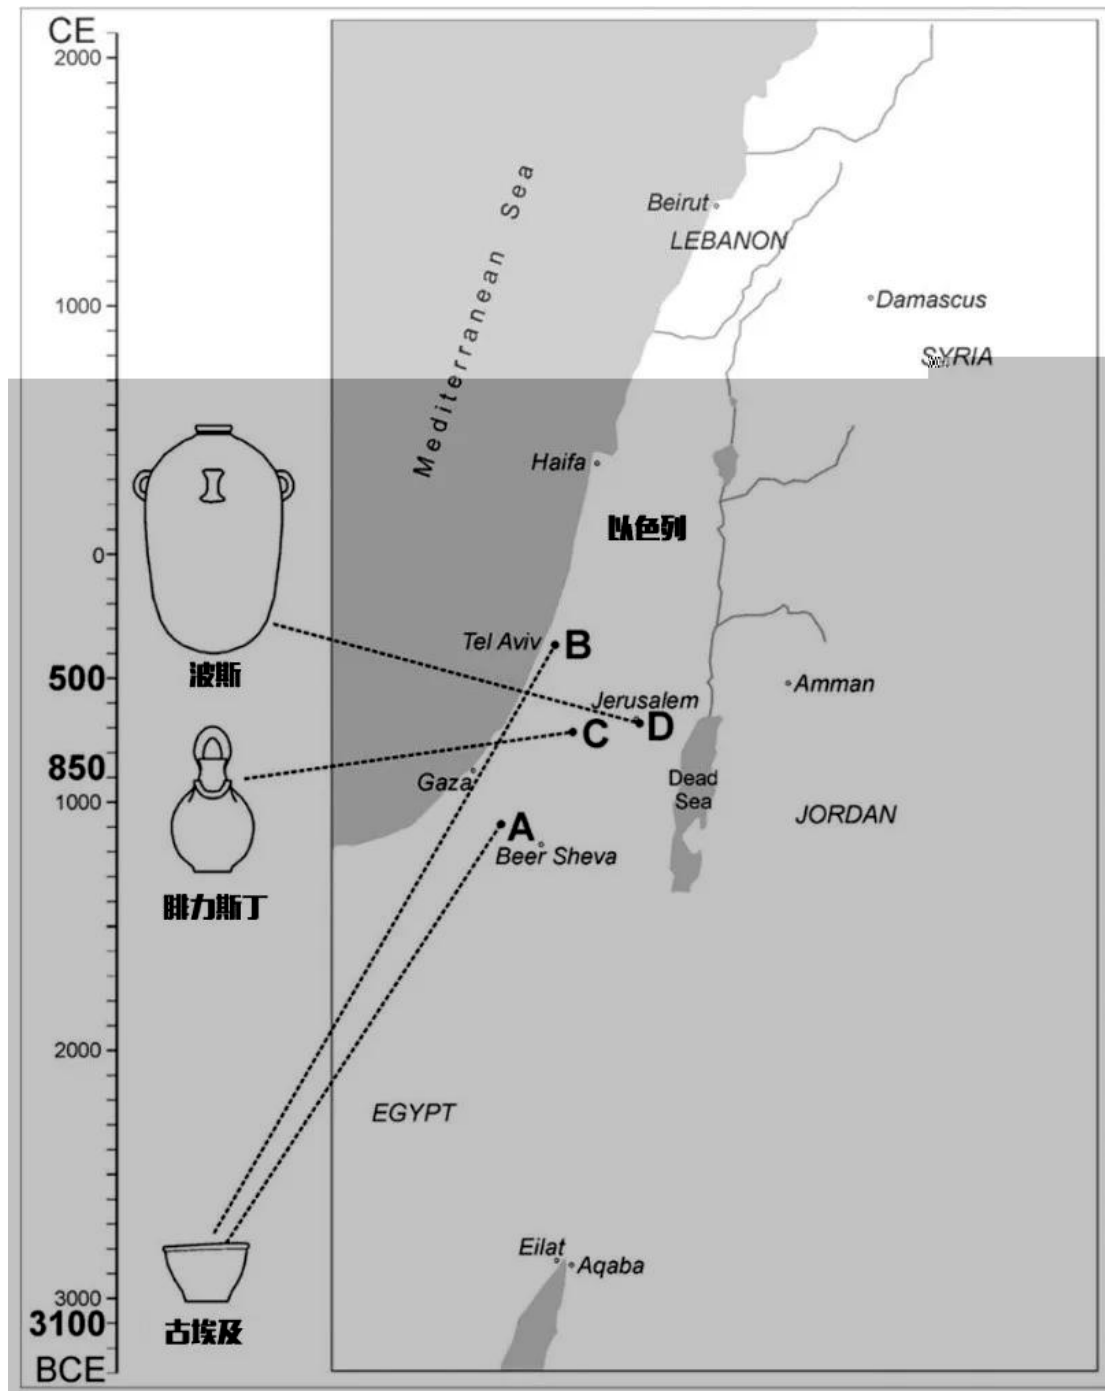 CE
2000
1000
0
500
850
1000
2000
3000
3100
BCE
波斯
腓力斯丁
古埃及
Mediterranean Sea
Beirut
LEBANON
Damascus
SYRIA
Haifa
以色列
Tel Aviv
B
Jerusalem
D
C
Amman
Gaza
Dead
Sea
A
Beer Sheva
JORDAN
EGYPT
Eilat
Aqaba